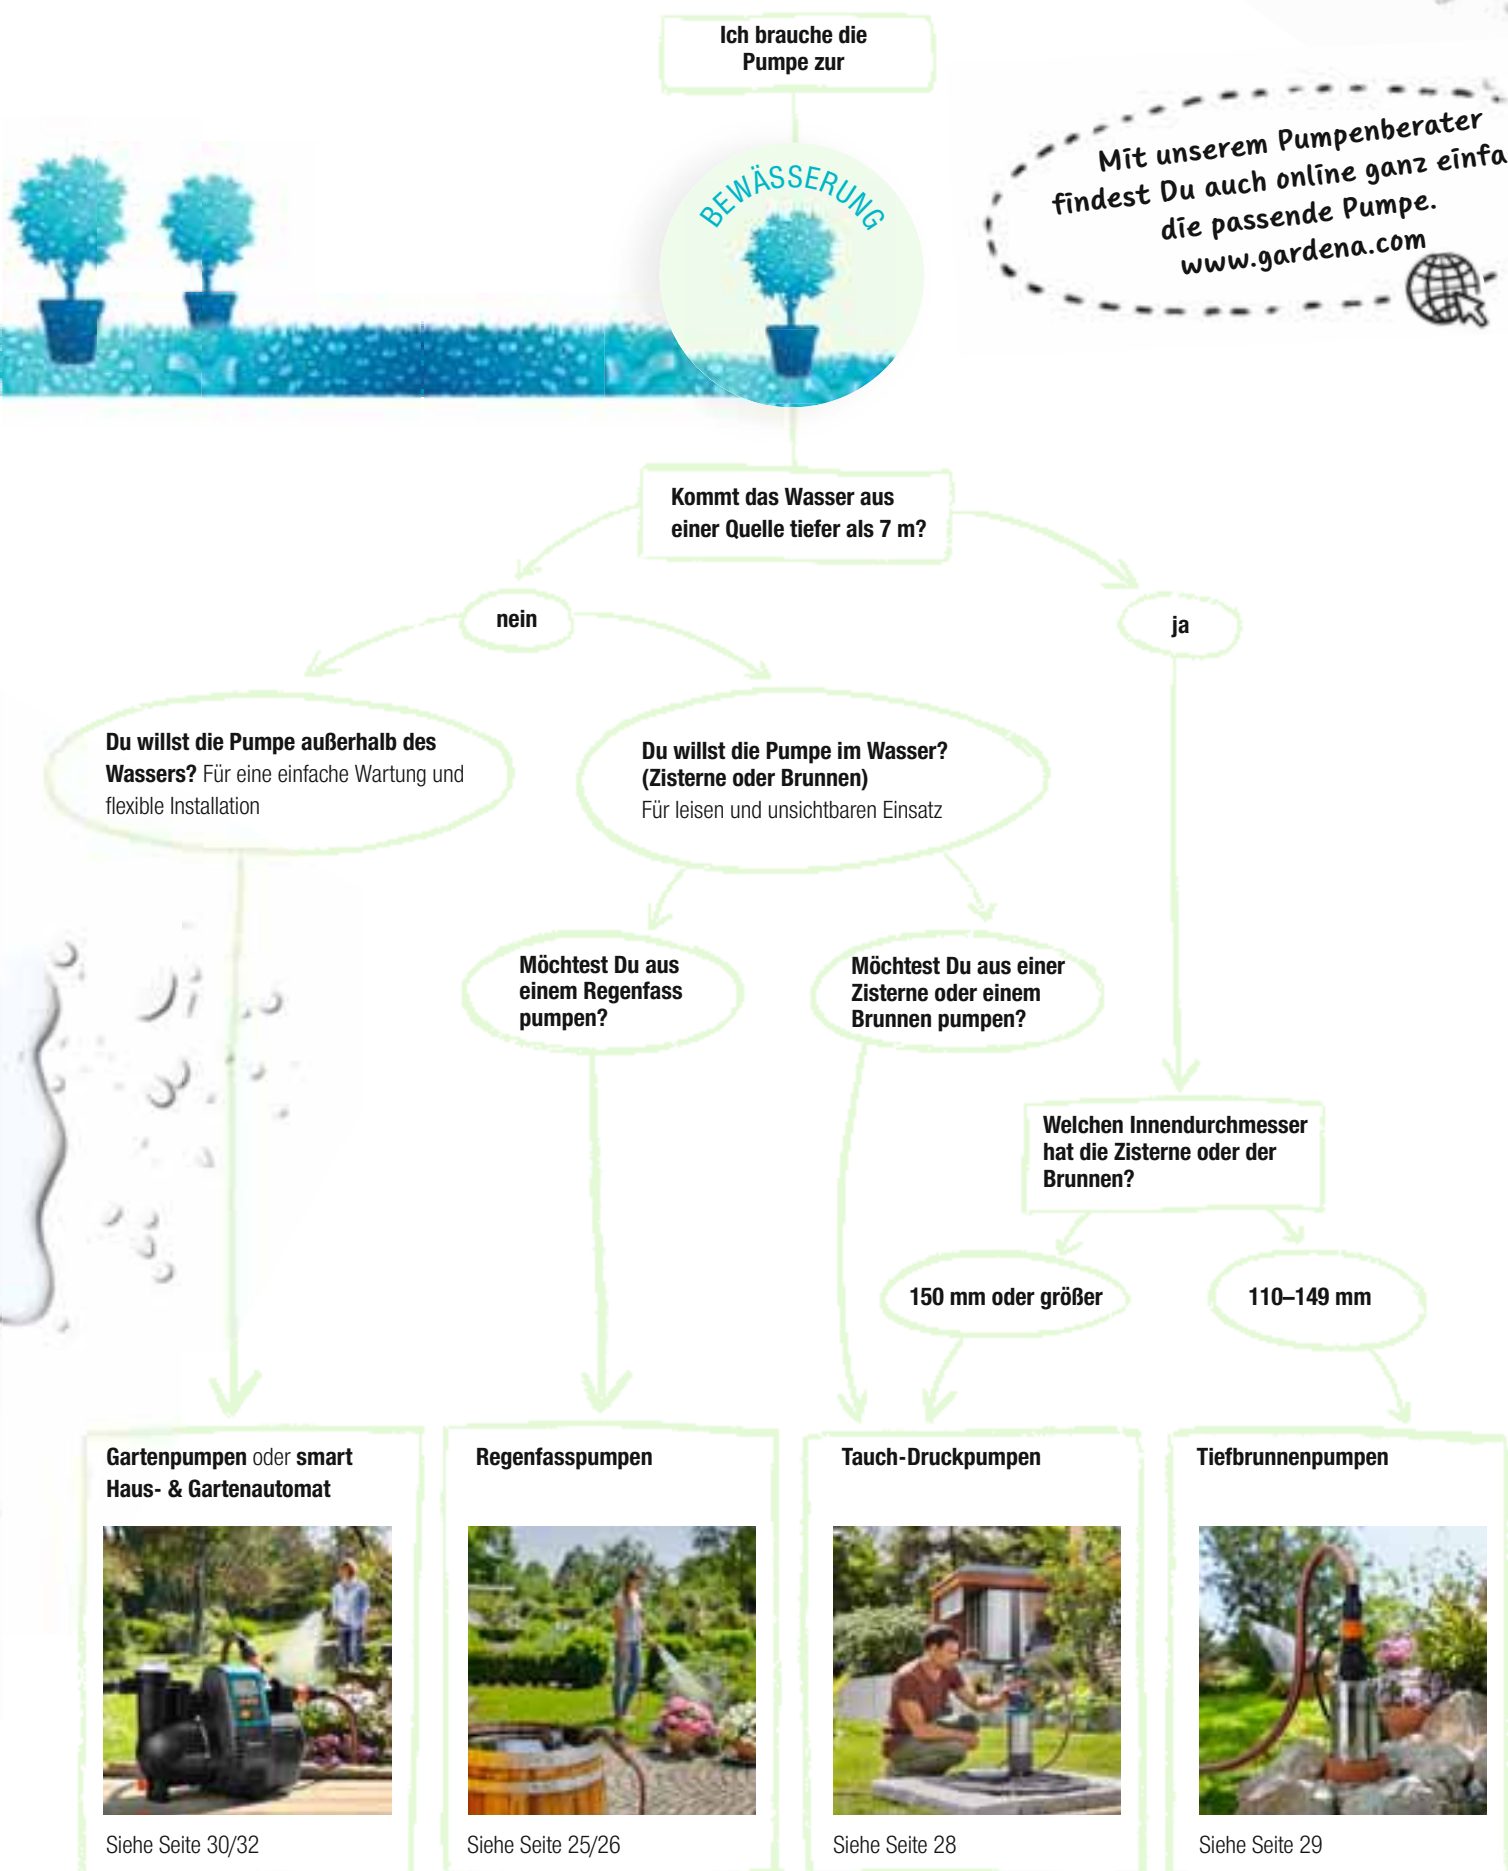 Ich brauche die
Pumpe zur
Mit unserem Pumpenberater
findest Du auch online ganz einfa
die passende Pumpe.
www.gardena.com
BEWÄSSERUNG
Kommt das Wasser aus
einer Quelle tiefer als 7 m?
nein
ja
Du willst die Pumpe außerhalb des
Wassers? Für eine einfache Wartung und
flexible Installation
Du willst die Pumpe im Wasser?
(Zisterne oder Brunnen)
Für leisen und unsichtbaren Einsatz
Möchtest Du aus
einem Regenfass
pumpen?
Möchtest Du aus einer
Zisterne oder einem
Brunnen pumpen?
Welchen Innendurchmesser
hat die Zisterne oder der
Brunnen?
150 mm oder größer
110–149 mm
Gartenpumpen oder smart
Haus- & Gartenautomat
Regenfasspumpen
Tauch-Druckpumpen
Tiefbrunnenpumpen
Siehe Seite 30/32
Siehe Seite 25/26
Siehe Seite 28
Siehe Seite 29